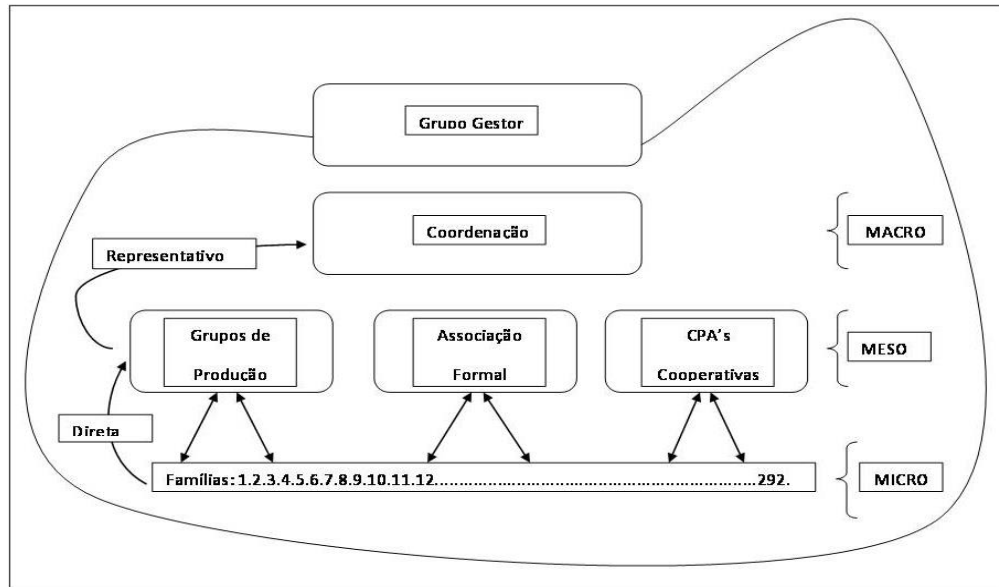 Grupo Gestor
Coordenação
MACRO
Representativo
Grupos de
Produção
Associação
Formal
CPA's
Cooperativas
MESO
Direta
Famílias: 1.2.3.4.5.6.7.8.9.10.11.12..............................................................292.
MICRO